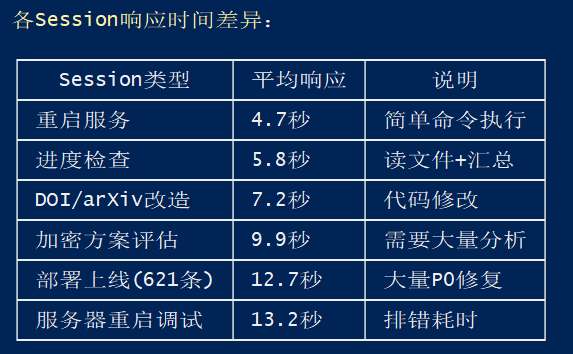 各Session响应时间差异：
Session类型 平均响应 说明
重启服务 4.7秒 简单命令执行
进度检查 5.8秒 读文件+汇总
DOI/arXiv改造 7.2秒 代码修改
加密方案评估 9.9秒 需要大量分析
部署上线(621条) 12.7秒 大量P0修复
服务器重启调试 13.2秒 排错耗时